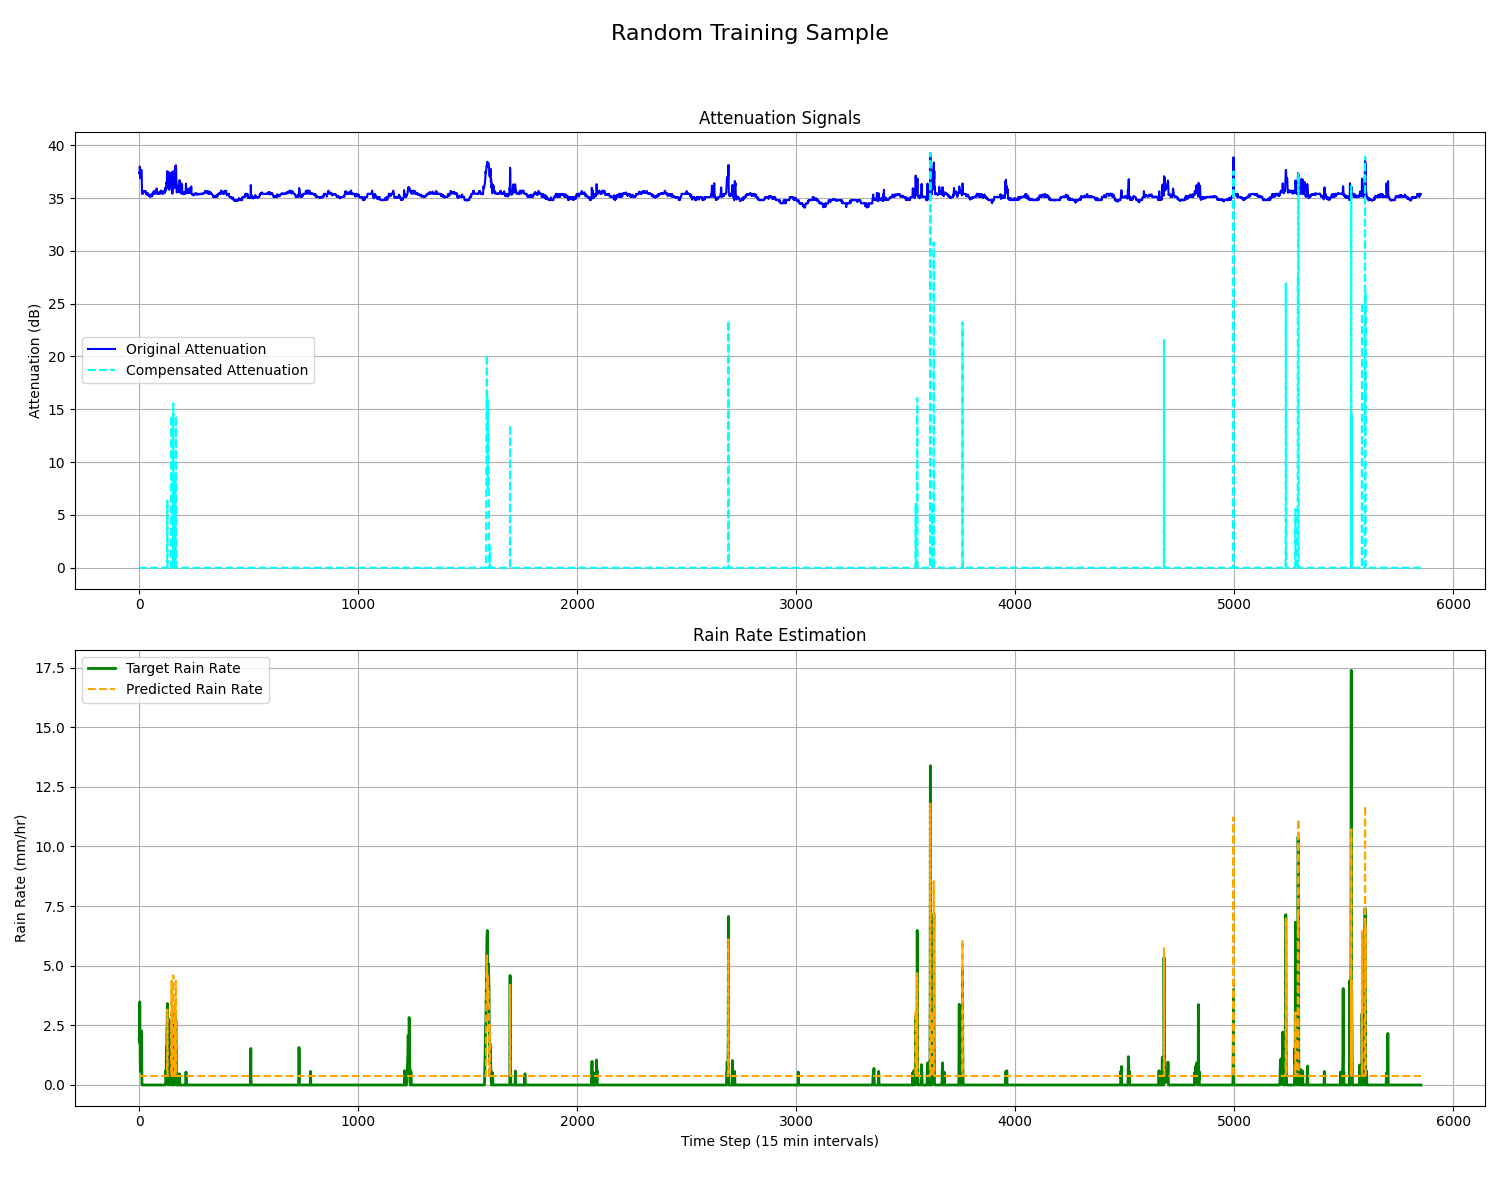 Random Training Sample
Attenuation Signals
Attenuation (dB)
40
35
30
25
20
15
10
5
0
Original Attenuation
Compensated Attenuation
0 1000 2000 3000 4000 5000 6000
Rain Rate Estimation
Rain Rate (mm/hr)
17.5
15.0
12.5
10.0
7.5
5.0
2.5
0.0
Target Rain Rate
Predicted Rain Rate
0 1000 2000 3000 4000 5000 6000
Time Step (15 min intervals)